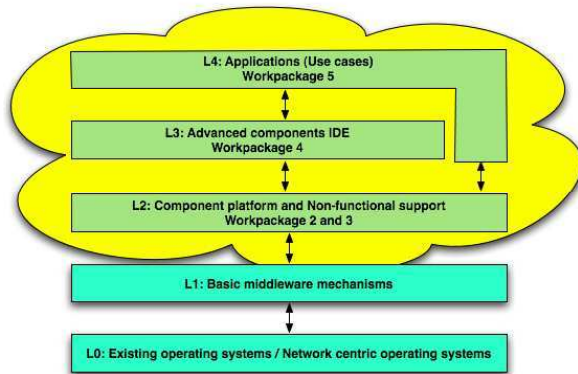 L4: Applications (Use cases)
Workpackage 5
L3: Advanced components IDE
Workpackage 4
L2: Component platform and Non-functional support
Workpackage 2 and 3
L1: Basic middleware mechanisms
L0: Existing operating systems / Network centric operating systems